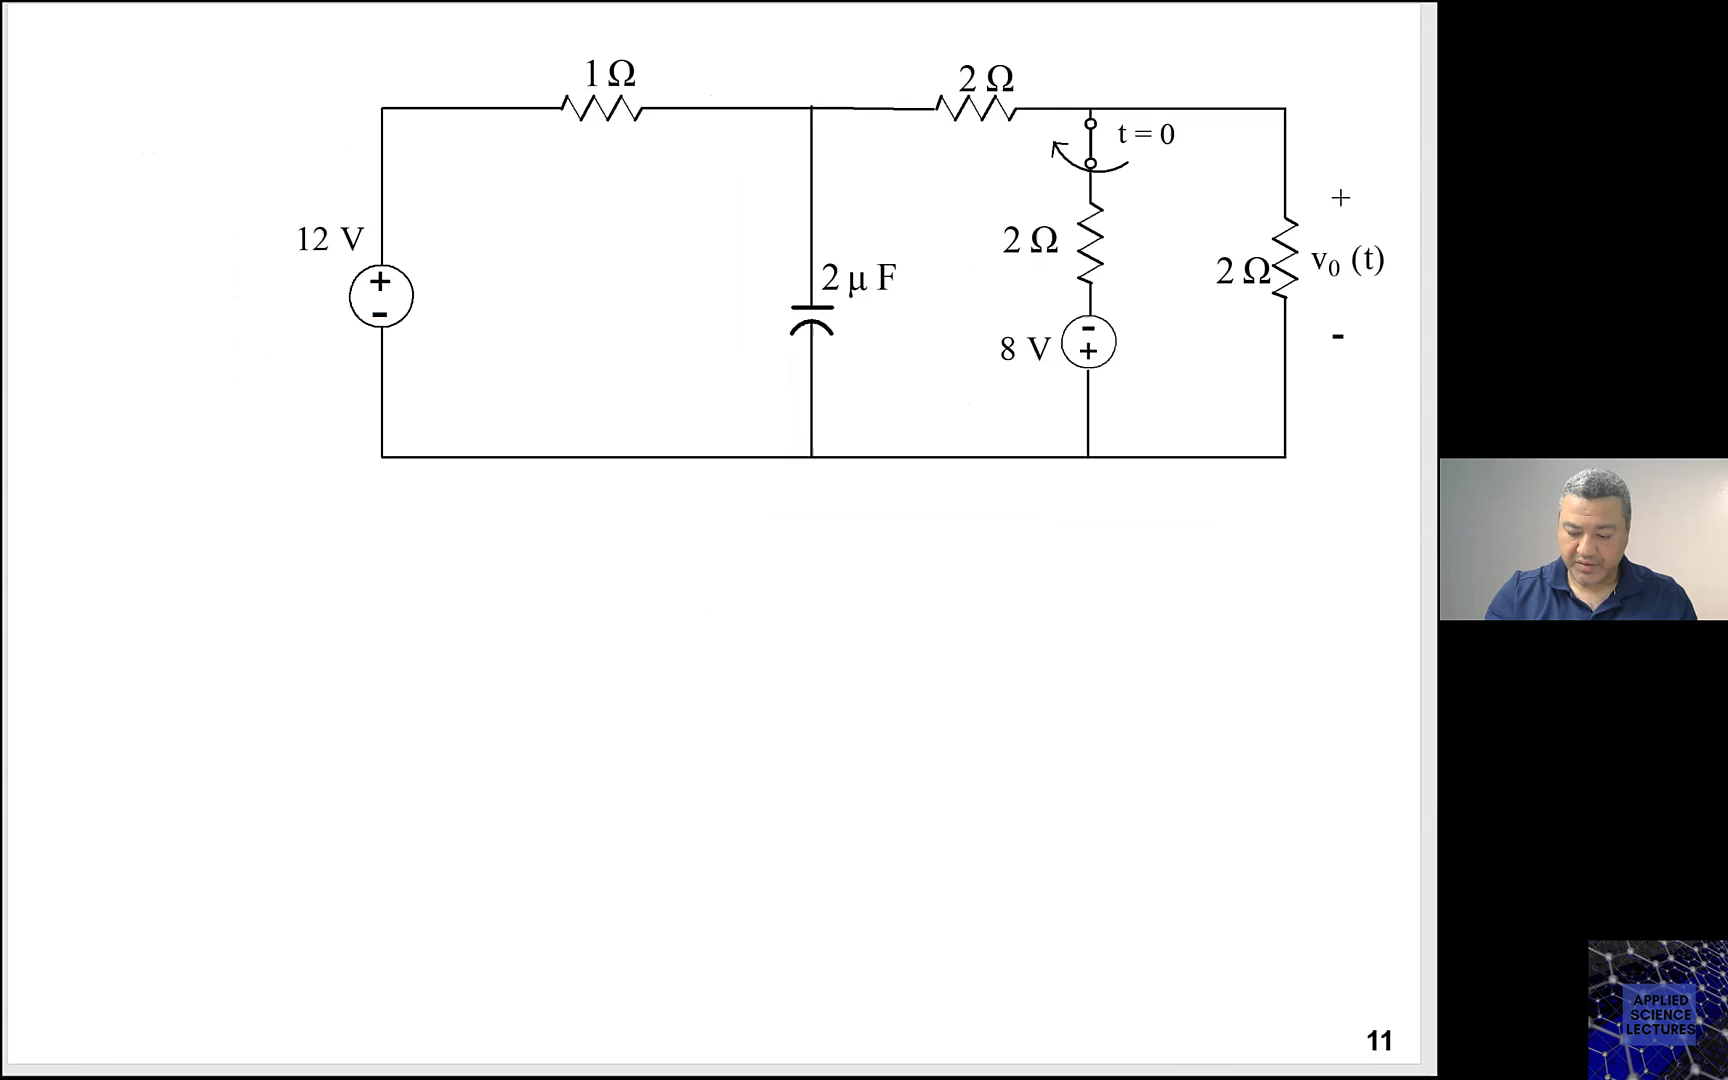 1 Ω
2 Ω
t = 0
12 V
+
-
2 μ F
2 Ω
8 V
-
+
2 Ω
+
v₀ (t)
-
11
APPLIED
SCIENCE
LECTURES